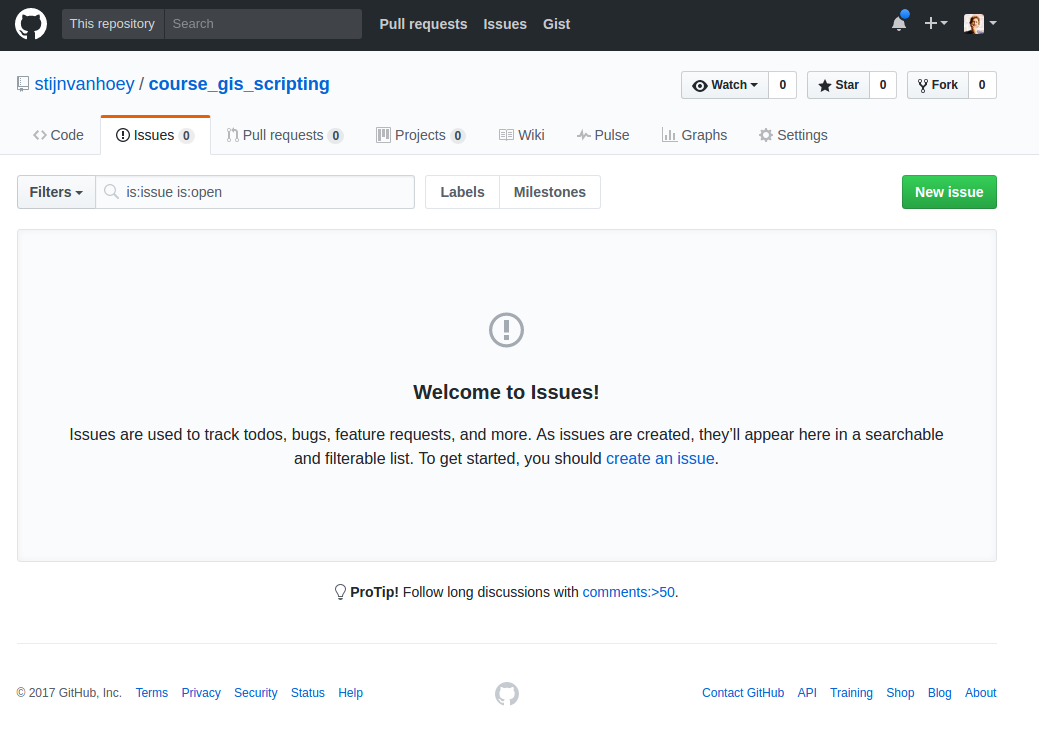 This repository Search Pull requests Issues Gist
stijnvanhoey / course_gis_scripting Watch 0 Star 0 Fork 0
Code Issues 0 Pull requests 0 Projects 0 Wiki Pulse Graphs Settings
Filters is:issue is:open Labels Milestones New issue
Welcome to Issues!
Issues are used to track todos, bugs, feature requests, and more. As issues are created, they’ll appear here in a searchable
and filterable list. To get started, you should create an issue.
ProTip! Follow long discussions with comments:>50.
© 2017 GitHub, Inc. Terms Privacy Security Status Help Contact GitHub API Training Shop Blog About